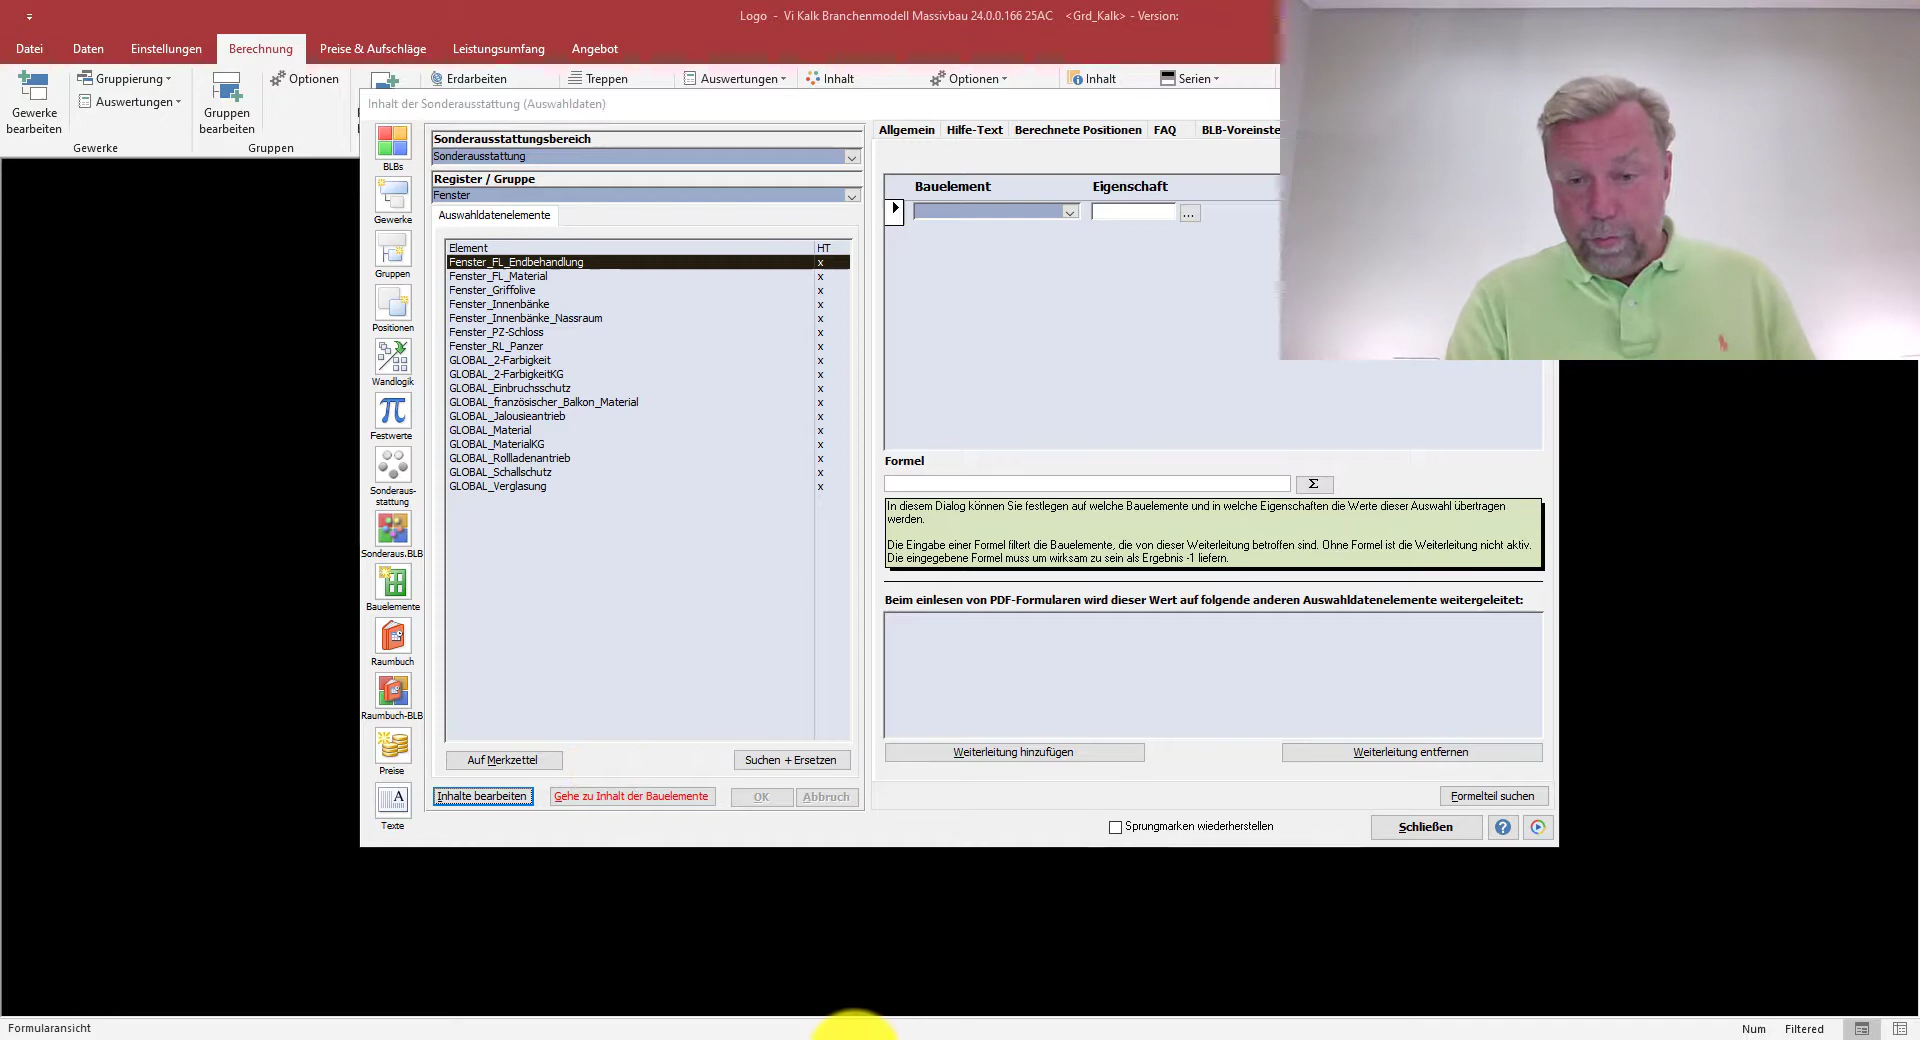 Logo - Vi Kalk Branchenmodell Massivbau 24.0.0.166 25AC <Grd_Kalk> - Version:
Datei Daten Einstellungen Berechnung Preise & Aufschläge Leistungsumfang Angebot
Gewerke bearbeiten
Gruppierung
Auswertungen
Gewerke
Gruppen bearbeiten
Optionen
Gruppen
Erdarbeiten
Treppen
Auswertungen
Inhalt
Optionen
Inhalt
Serien
Inhalt der Sonderausstattung (Auswahldaten)
BLBs
Gewerke
Gruppen
Positionen
Wandlogik
Festwerte
Sonderaus-
stattung
Sonderaus.BLB
Bauelemente
Raumbuch
Raumbuch-BLB
Preise
Texte
Sonderausstattungsbereich
Sonderausstattung
Register / Gruppe
Fenster
Auswahldatenelemente
Element HT
Fenster_FL_Endbehandlung x
Fenster_FL_Material x
Fenster_Griffolive x
Fenster_Innenbänke x
Fenster_Innenbänke_Nassraum x
Fenster_PZ-Schloss x
Fenster_RL_Panzer x
GLOBAL_2-Farbigkeit x
GLOBAL_2-FarbigkeitKG x
GLOBAL_Einbruchsschutz x
GLOBAL_französischer_Balkon_Material x
GLOBAL_Jalousieantrieb x
GLOBAL_Material x
GLOBAL_MaterialKG x
GLOBAL_Rollladenantrieb x
GLOBAL_Schallschutz x
GLOBAL_Verglasung x
Auf Merkzettel
Suchen + Ersetzen
Inhalte bearbeiten
Gehe zu Inhalt der Bauelemente
OK
Abbruch
Allgemein Hilfe-Text Berechnete Positionen FAQ BLB-Voreinste
Bauelement Eigenschaft
...
Formel
Σ
In diesem Dialog können Sie festlegen auf welche Bauelemente und in welche Eigenschaften die Werte dieser Auswahl übertragen
werden.
Die Eingabe einer Formel filtert die Bauelemente, die von dieser Weiterleitung betroffen sind. Ohne Formel ist die Weiterleitung nicht aktiv.
Die eingegebene Formel muss um wirksam zu sein als Ergebnis -1 liefern.
Beim einlesen von PDF-Formularen wird dieser Wert auf folgende anderen Auswahldatenelemente weitergeleitet:
Weiterleitung hinzufügen
Weiterleitung entfernen
Formelteil suchen
Sprungmarken wiederherstellen
Schließen
Formularansicht
Num Filtered